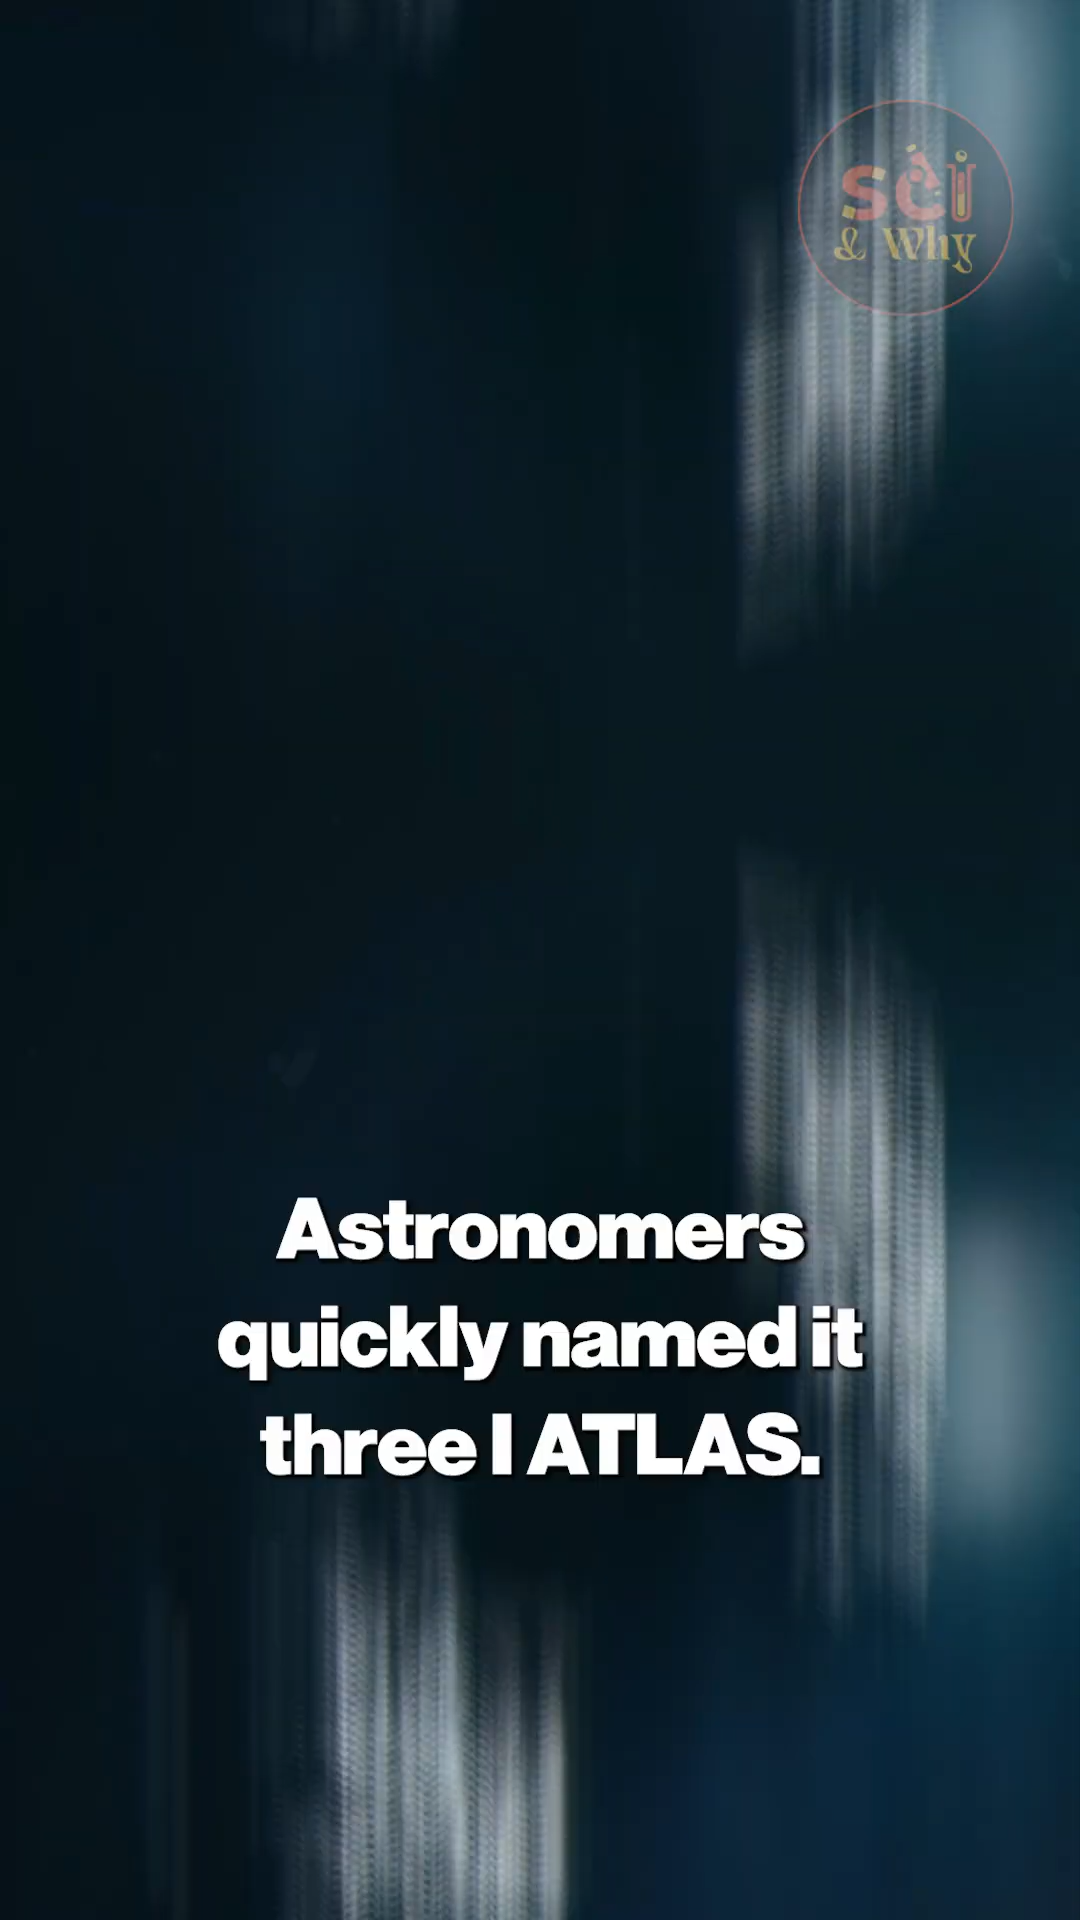 sci
& Why
Astronomers
quickly named it
three I ATLAS.